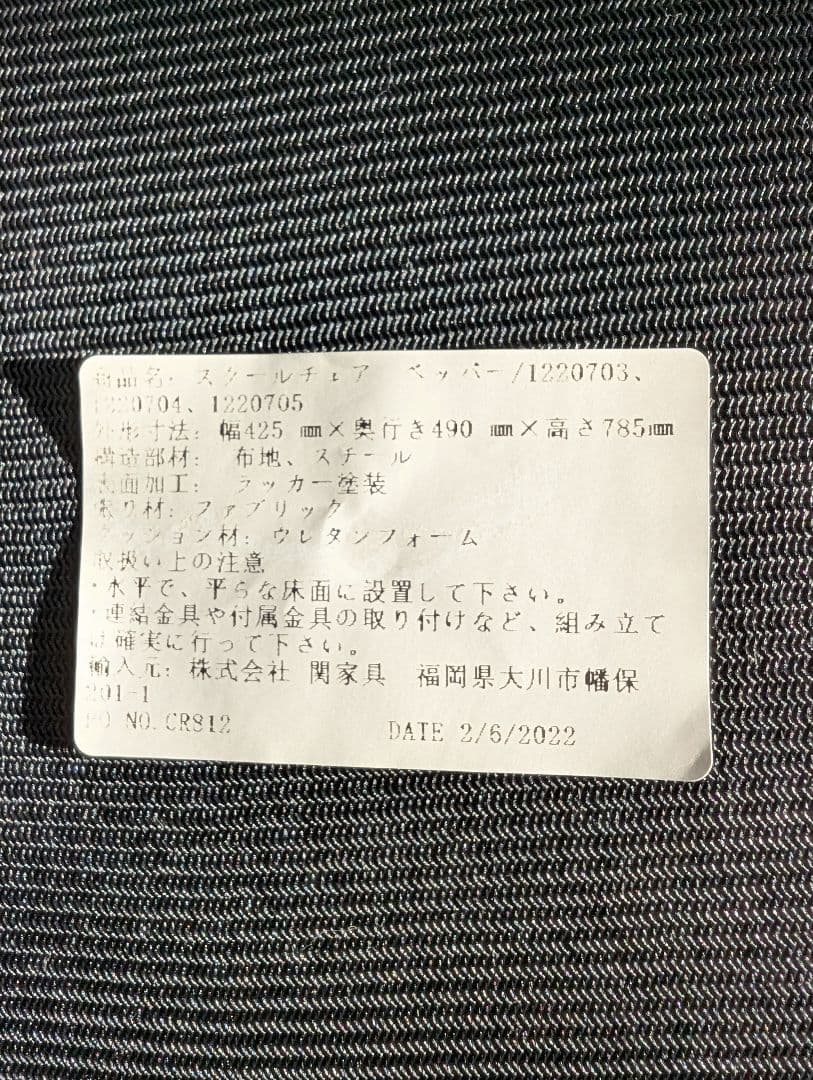 商品名: スクールチェア ペッパー/1220703、
1220704、1220705
外形寸法: 幅425 ㎜×奥行き490 ㎜×高さ785㎜
構造部材: 布地、スチール
表面加工: ラッカー塗装
張り材: ファブリック
クッション材: ウレタンフォーム
取扱い上の注意
・水平で、平らな床面に設置して下さい。
・連結金具や付属金具の取り付けなど、組み立て
は確実に行って下さい。
輸入元: 株式会社 関家具 福岡県大川市幡保
201-1
PO NO.CR812 DATE 2/6/2022